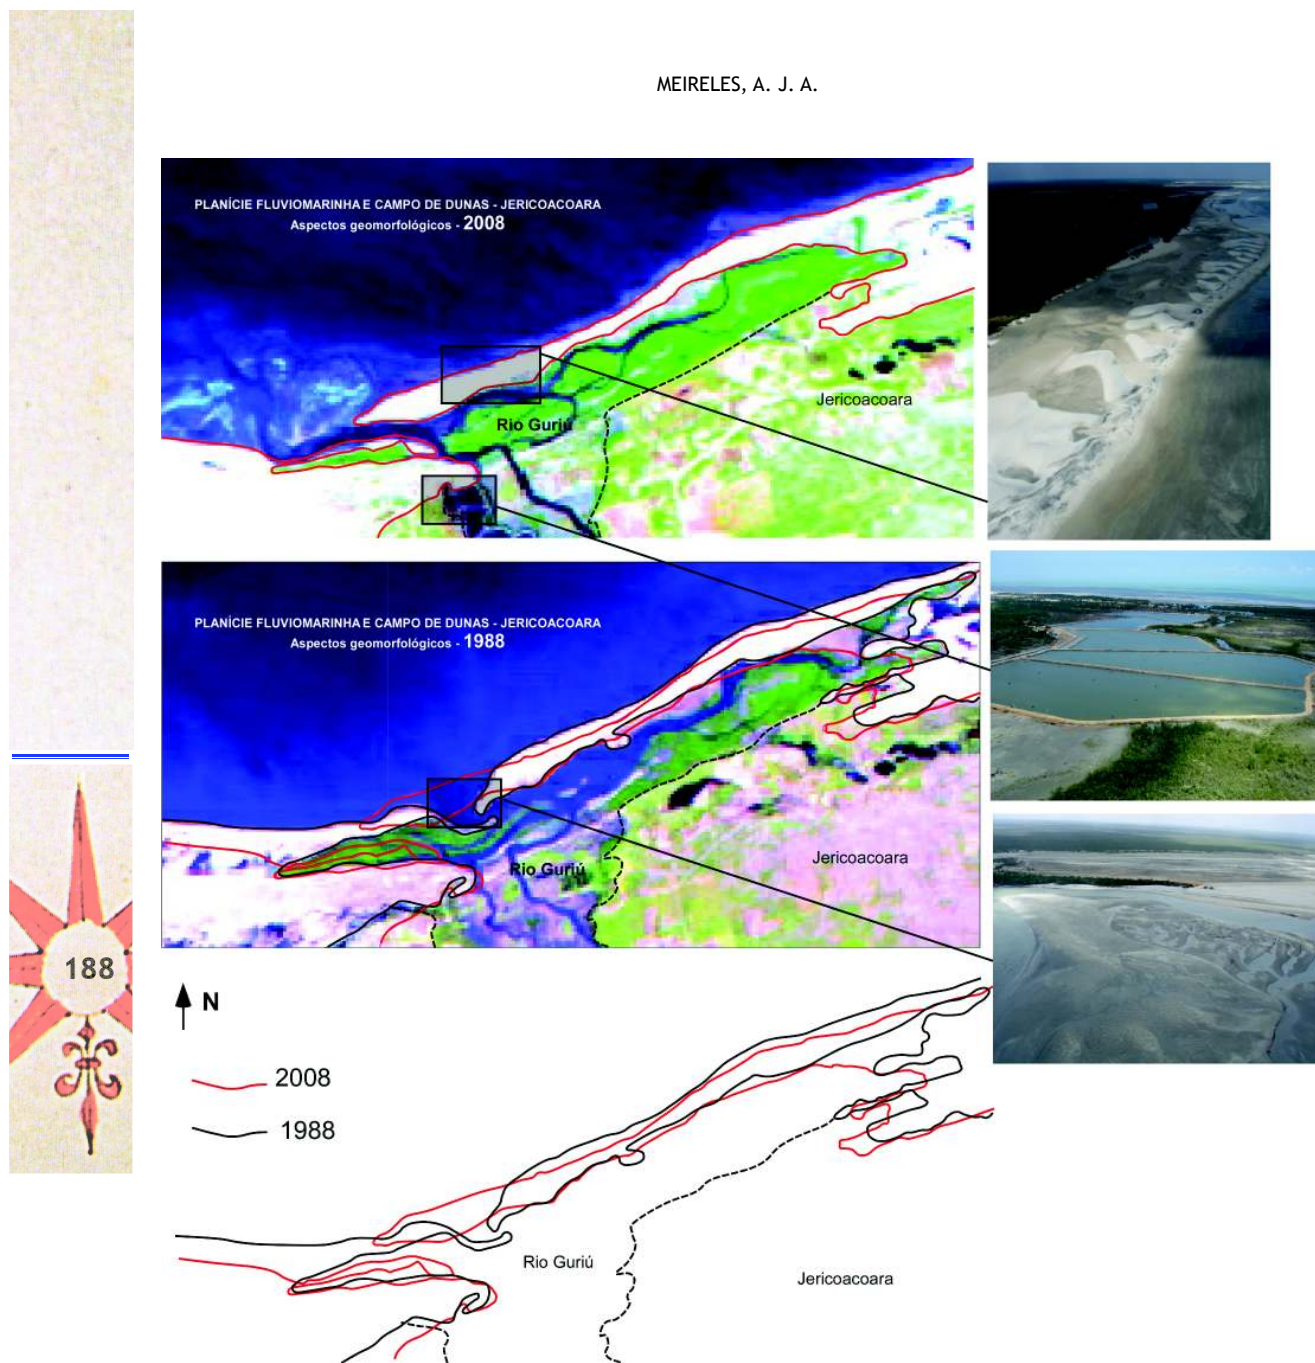 MEIRELES, A. J. A.
PLANÍCIE FLUVIOMARINHA E CAMPO DE DUNAS - JERICOACOARA
Aspectos geomorfológicos - 2008
Jericoacoara
Rio Guriú
PLANÍCIE FLUVIOMARINHA E CAMPO DE DUNAS - JERICOACOARA
Aspectos geomorfológicos - 1988
Jericoacoara
Rio Guriú
188
N
2008
1988
Rio Guriú
Jericoacoara